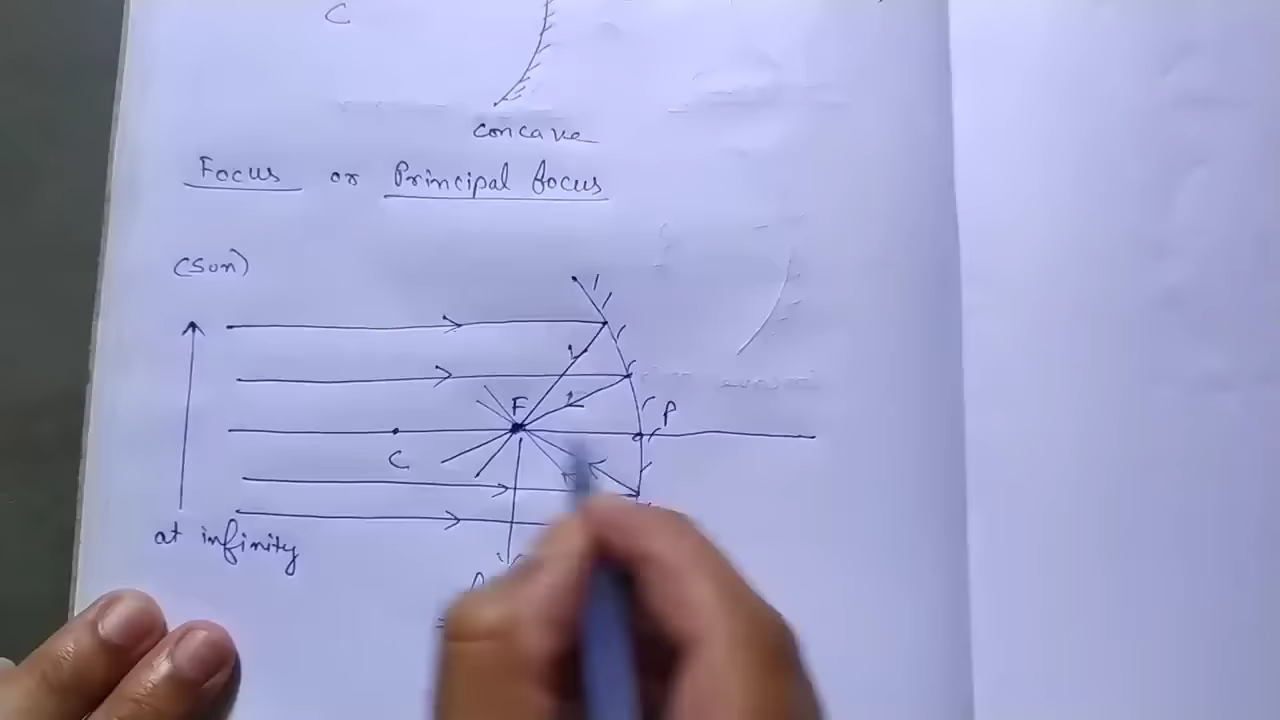 C
concave
Focus or Principal focus
(Sun)
F
P
C
at infinity